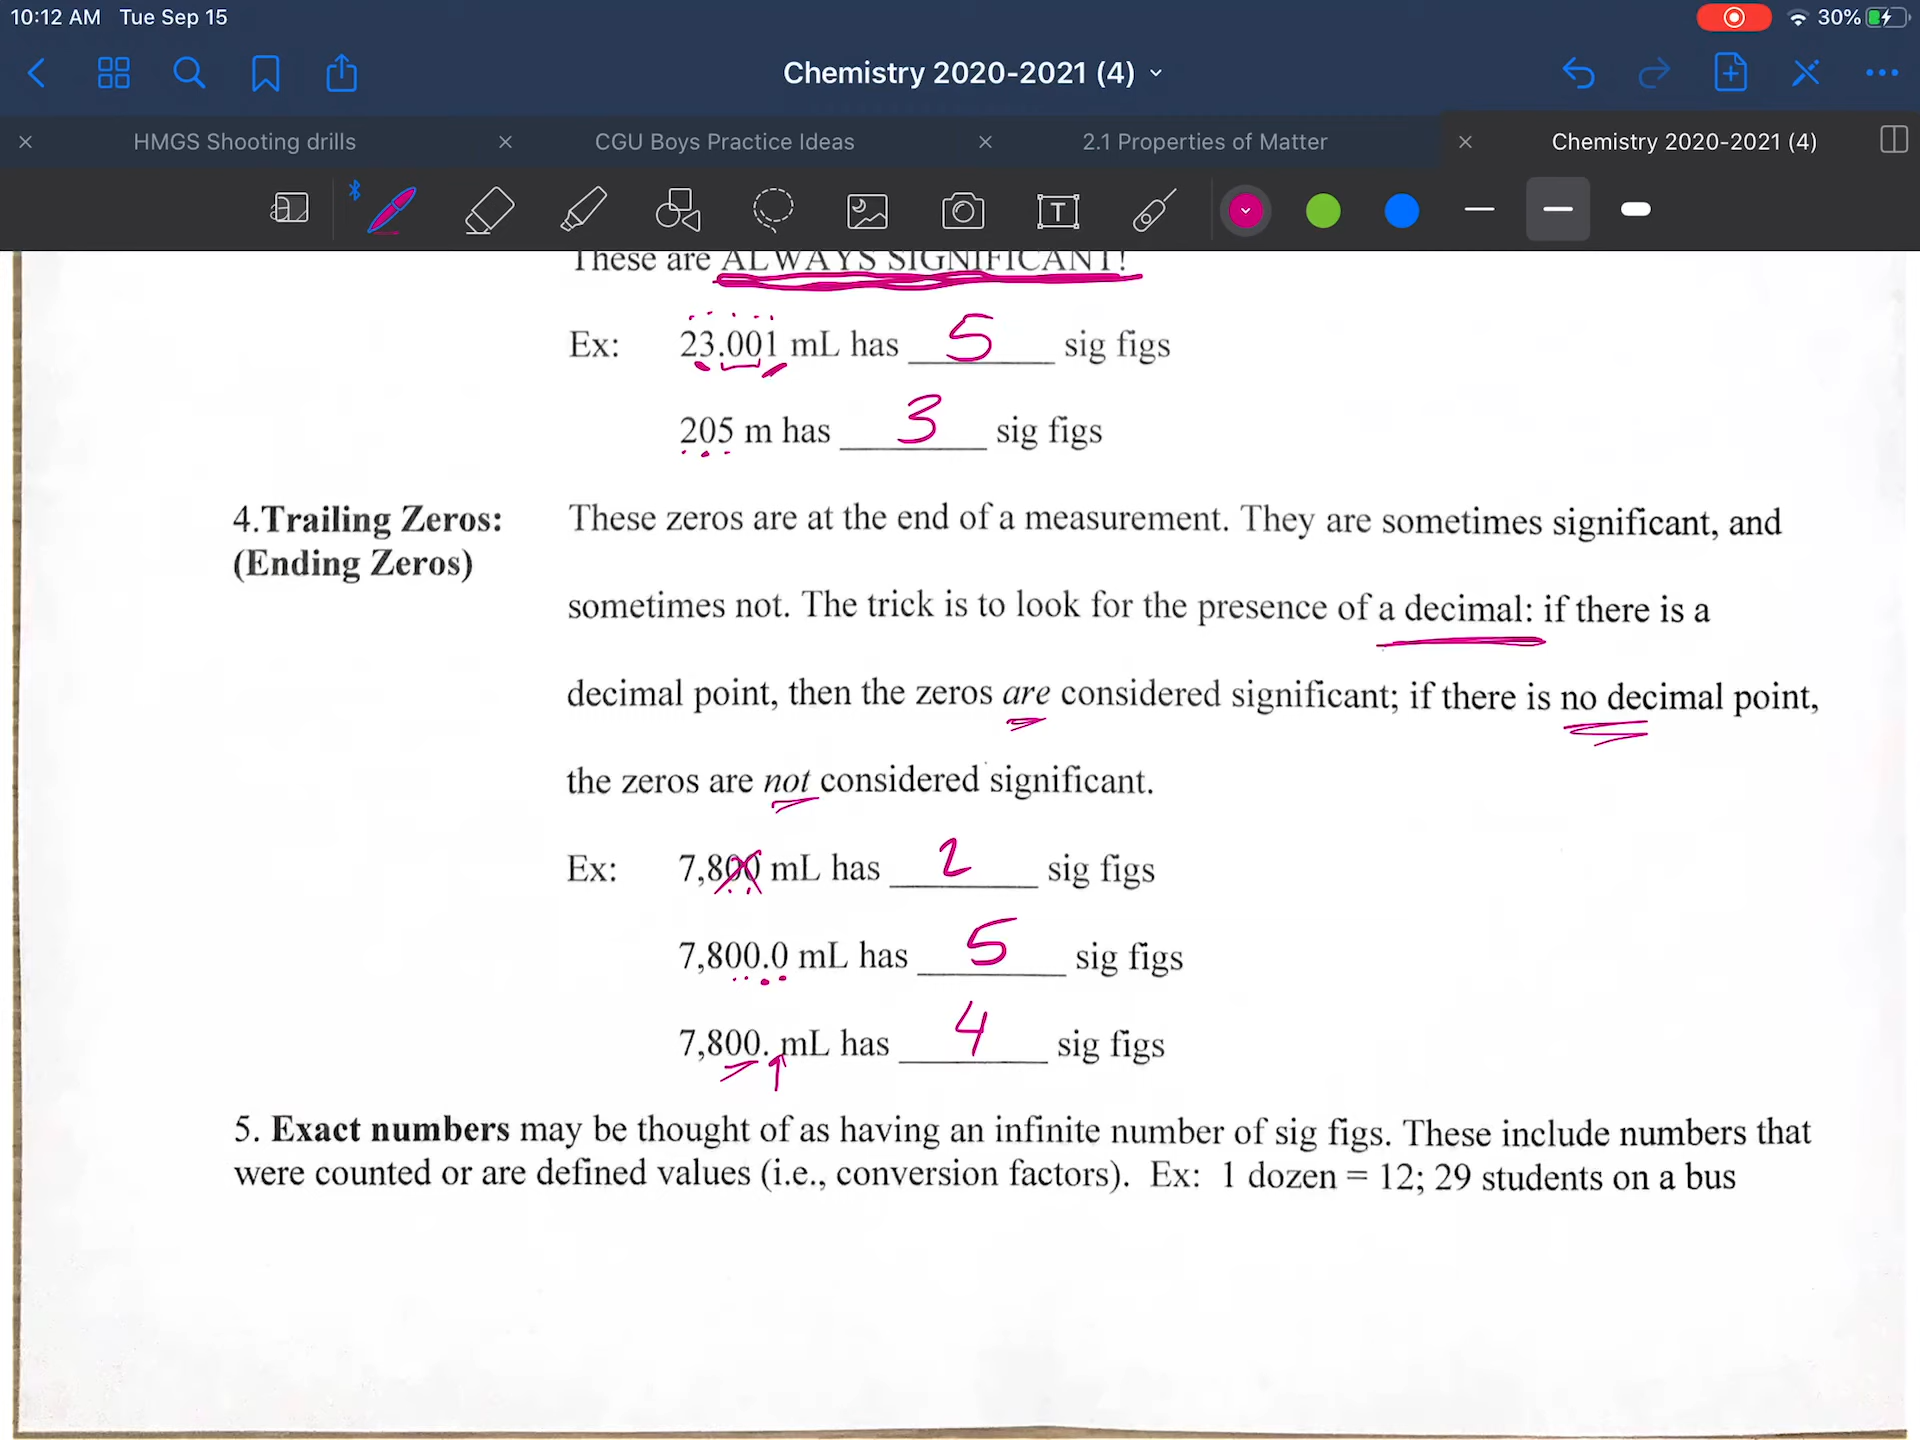 10:12 AM Tue Sep 15
30%
Chemistry 2020-2021 (4)
HMGS Shooting drills
CGU Boys Practice Ideas
2.1 Properties of Matter
Chemistry 2020-2021 (4)
These are ALWAYS SIGNIFICANT!
Ex: 23.001 mL has 5 sig figs
205 m has 3 sig figs
4.Trailing Zeros: These zeros are at the end of a measurement. They are sometimes significant, and
(Ending Zeros)
sometimes not. The trick is to look for the presence of a decimal: if there is a
decimal point, then the zeros are considered significant; if there is no decimal point,
the zeros are not considered significant.
Ex: 7,800 mL has 2 sig figs
7,800.0 mL has 5 sig figs
7,800. mL has 4 sig figs
5. Exact numbers may be thought of as having an infinite number of sig figs. These include numbers that
were counted or are defined values (i.e., conversion factors). Ex: 1 dozen = 12; 29 students on a bus